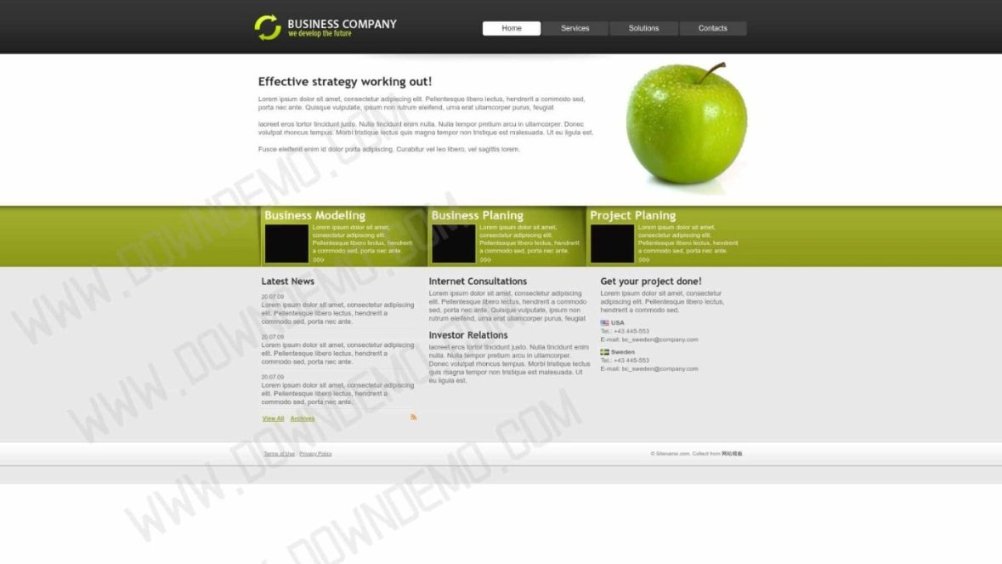 BUSINESS COMPANY
we develop the future
Home
Services
Solutions
Contacts
Effective strategy working out!
Lorem ipsum dolor sit amet, consectetur adipiscing elit. Pellentesque libero lectus, hendrerit a commodo sed,
porta nec ante. Quisque vulputate, ipsum non rutrum eleifend, urna erat ullamcorper purus, feugiat
laoreet eros tortor tincidunt justo. Nulla tincidunt enim nulla. Nulla tempor pretium arcu in ullamcorper. Donec
volutpat rhoncus tempus. Morbi tristique lectus quis magna tempor non tristique est malesuada. Ut eu ligula est.
Fusce eleifend enim id dolor porta adipiscing. Curabitur vel leo libero, vel sagittis lorem.
Business Modeling
Lorem ipsum dolor sit amet,
consectetur adipiscing elit.
Pellentesque libero lectus, hendrerit
a commodo sed, porta nec ante.
Business Planing
Lorem ipsum dolor sit amet,
consectetur adipiscing elit.
Pellentesque libero lectus, hendrerit
a commodo sed, porta nec ante.
Project Planing
Lorem ipsum dolor sit amet,
consectetur adipiscing elit.
Pellentesque libero lectus, hendrerit
a commodo sed, porta nec ante.
Latest News
20.07.09
Lorem ipsum dolor sit amet, consectetur adipiscing
elit. Pellentesque libero lectus, hendrerit a
commodo sed, porta nec ante.
20.07.09
Lorem ipsum dolor sit amet, consectetur adipiscing
elit. Pellentesque libero lectus, hendrerit a
commodo sed, porta nec ante.
20.07.09
Lorem ipsum dolor sit amet, consectetur adipiscing
elit. Pellentesque libero lectus, hendrerit a
commodo sed, porta nec ante.
View All Archives
Internet Consultations
Lorem ipsum dolor sit amet, consectetur adipiscing elit.
Pellentesque libero lectus, hendrerit a commodo sed,
porta nec ante. Quisque vulputate, ipsum non
rutrum eleifend, urna erat ullamcorper purus, feugiat
Investor Relations
laoreet eros tortor tincidunt justo. Nulla tincidunt enim
nulla. Nulla tempor pretium arcu in ullamcorper.
Donec volutpat rhoncus tempus. Morbi tristique lectus
quis magna tempor non tristique est malesuada. Ut
eu ligula est.
Get your project done!
Lorem ipsum dolor sit amet, consectetur
adipiscing elit. Pellentesque libero lectus,
hendrerit a commodo sed.
USA
Tel.: +43 445-553
E-mail: bc_sweden@company.com
Sweden
Tel.: +43 445-553
E-mail: bc_sweden@company.com
Terms of Use Privacy Policy
© Sitename.com. Collect from 网站模板
WWW.DOWNDEMO.COM
WWW.DOWNDEMO.COM
WWW.DOWNDEMO.COM